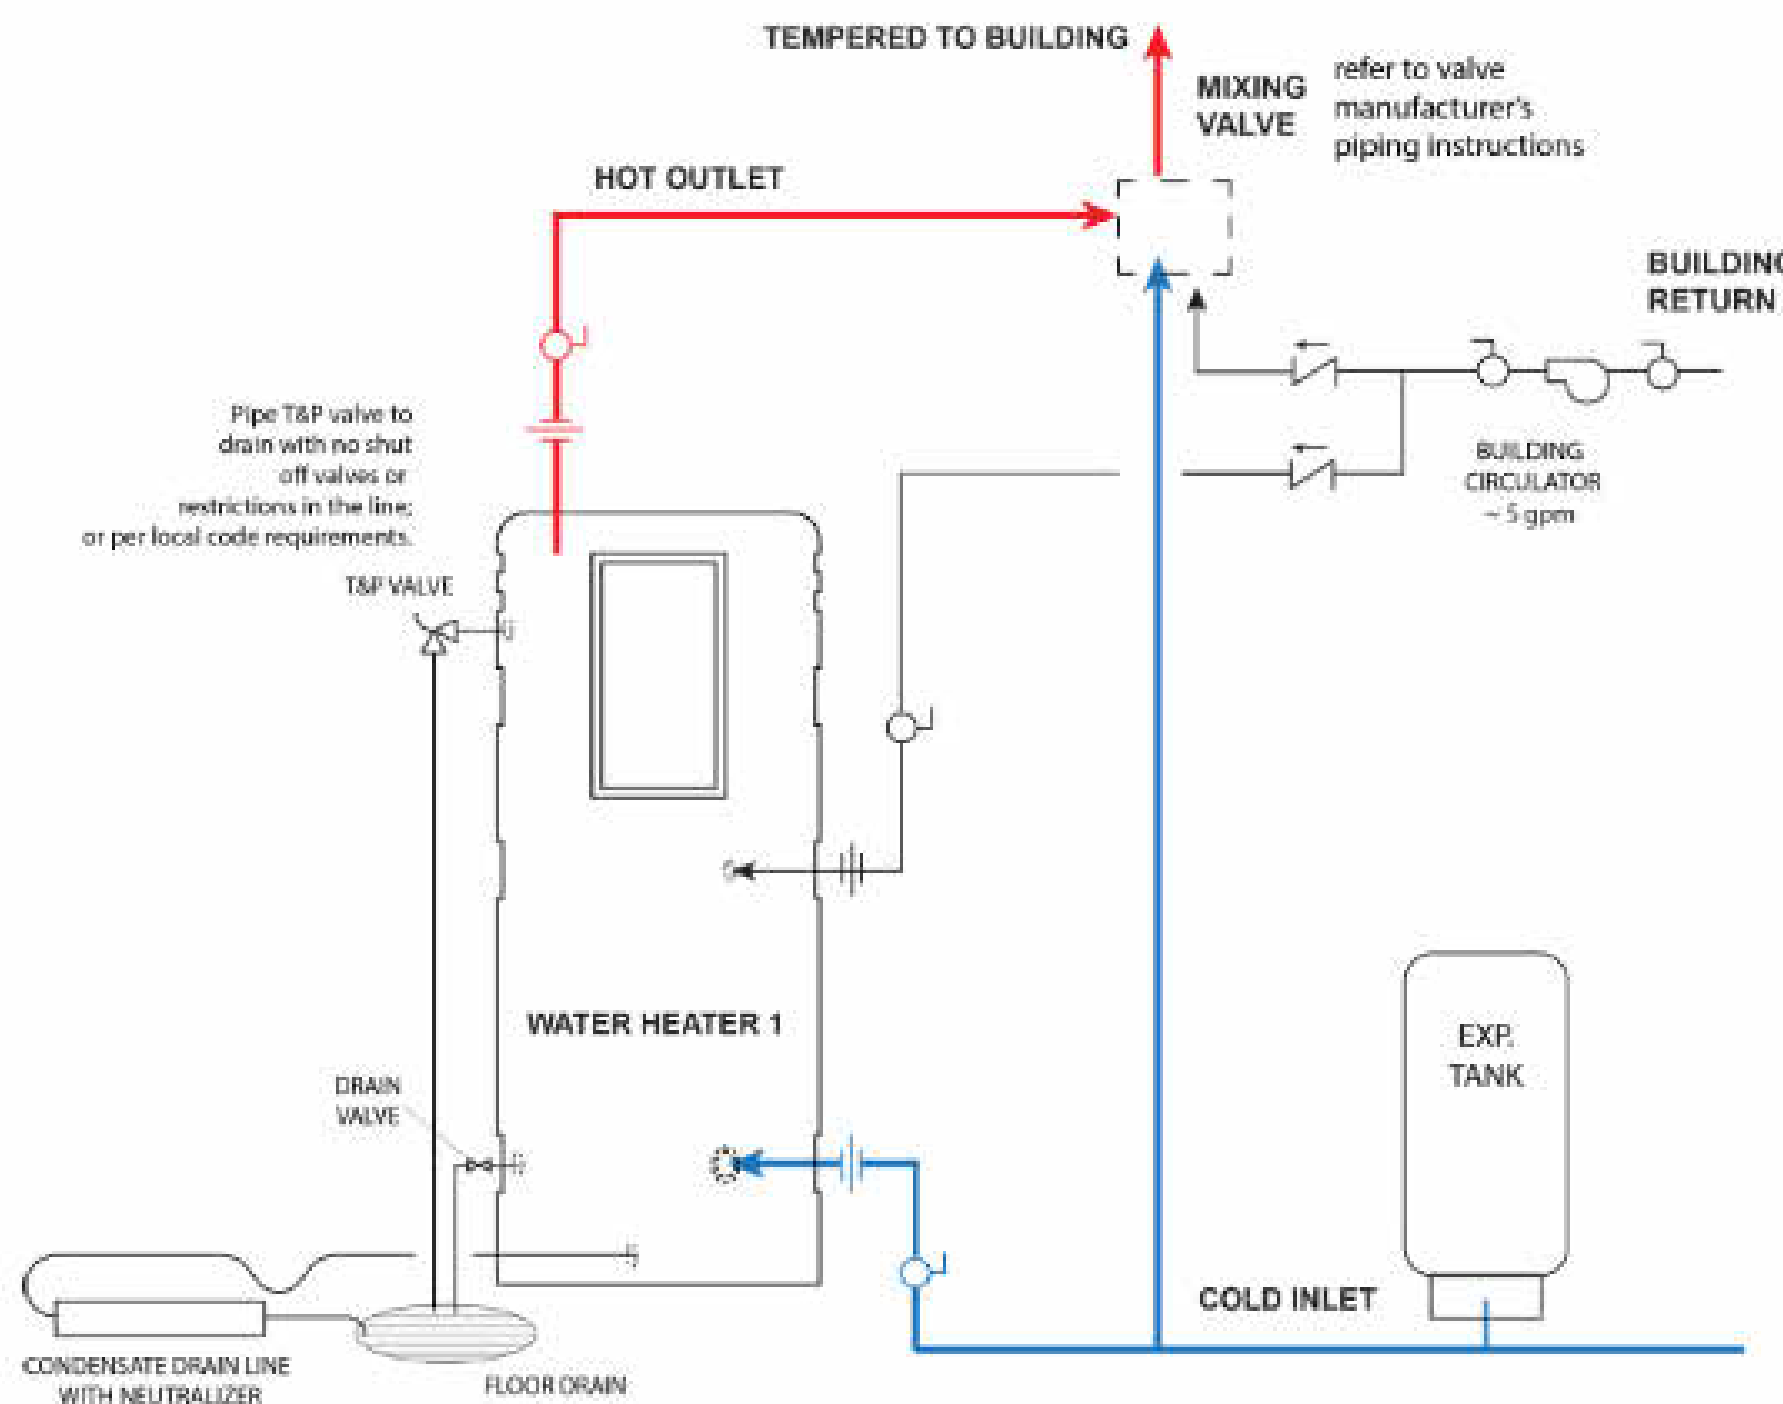 TEMPERED TO BUILDING
MIXING
VALVE
refer to valve
manufacturer's
piping instructions
HOT OUTLET
BUILDING
RETURN
Pipe T&P valve to
drain with no shut
off valves or
restrictions in the line;
or per local code requirements.
T&P VALVE
BUILDING
CIRCULATOR
~ 5 gpm
WATER HEATER 1
EXP.
TANK
DRAIN
VALVE
COLD INLET
CONDENSATE DRAIN LINE
WITH NEUTRALIZER
FLOOR DRAIN